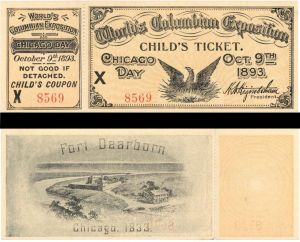 WORLD'S
COLUMBIAN EXPOSITION
CHICAGO DAY
October 9th 1893.
NOT GOOD IF
DETACHED.
CHILD'S COUPON
X 8569
World's Columbian Exposition
CHILD'S TICKET.
CHICAGO DAY
OCT. 9TH 1893.
X
8569
President.
Fort Dearborn
Chicago, 1833.